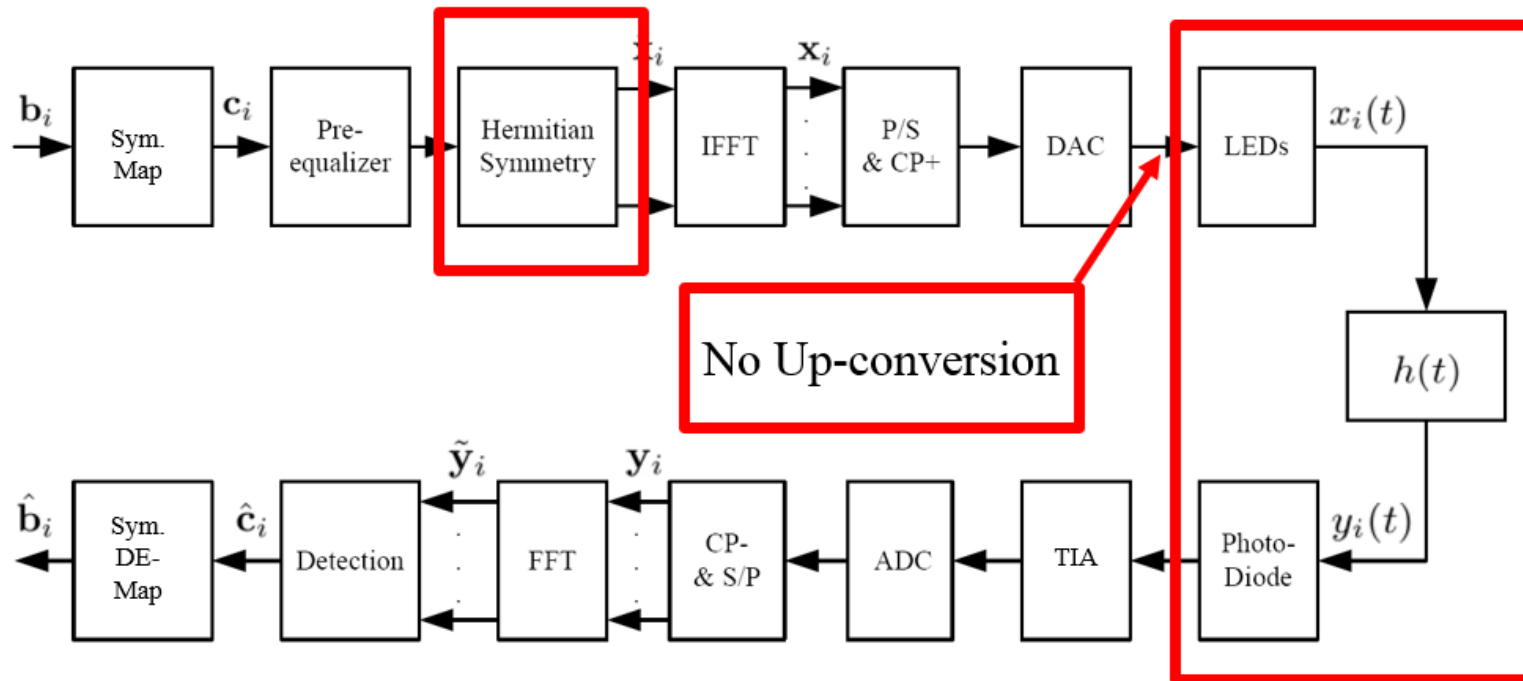 b_i
Sym.
Map
c_i
Pre-
equalizer
Hermitian
Symmetry
x̃_i
IFFT
x_i
P/S
& CP+
DAC
LEDs
x_i(t)
No Up-conversion
h(t)
b̂_i
Sym.
DE-
Map
ĉ_i
Detection
ỹ_i
FFT
y_i
CP-
& S/P
ADC
TIA
Photo-
Diode
y_i(t)